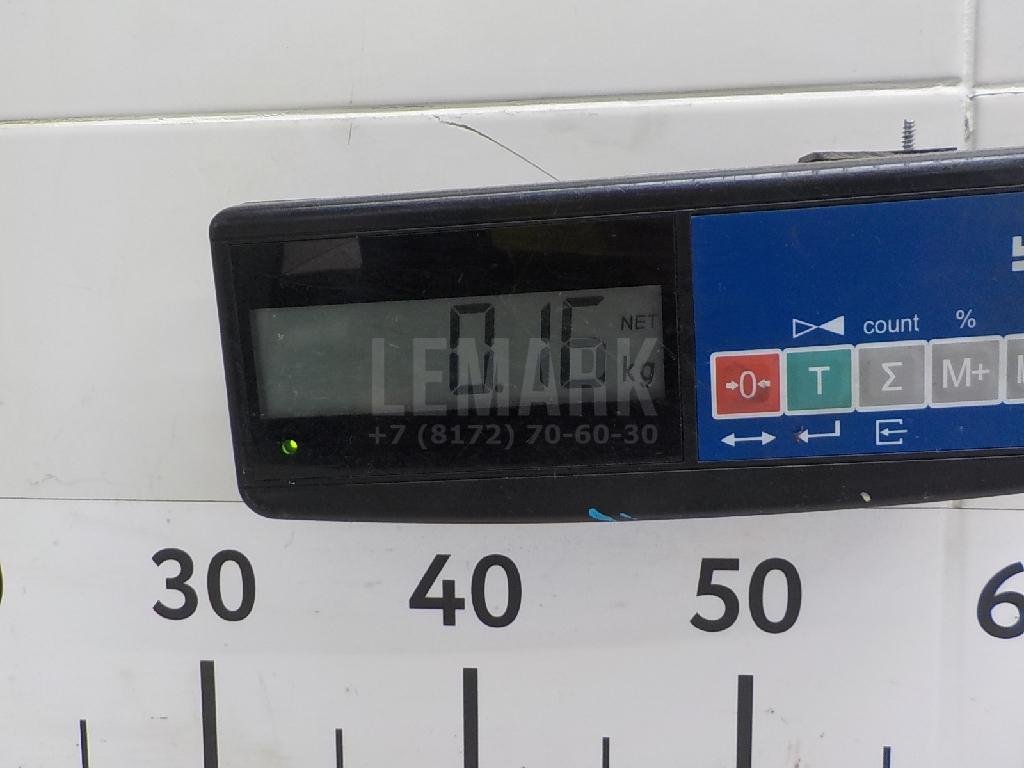 0.16 NET
kg
LEMARK
+7 (8172) 70-60-30
count %
→0← T Σ M+
30 40 50